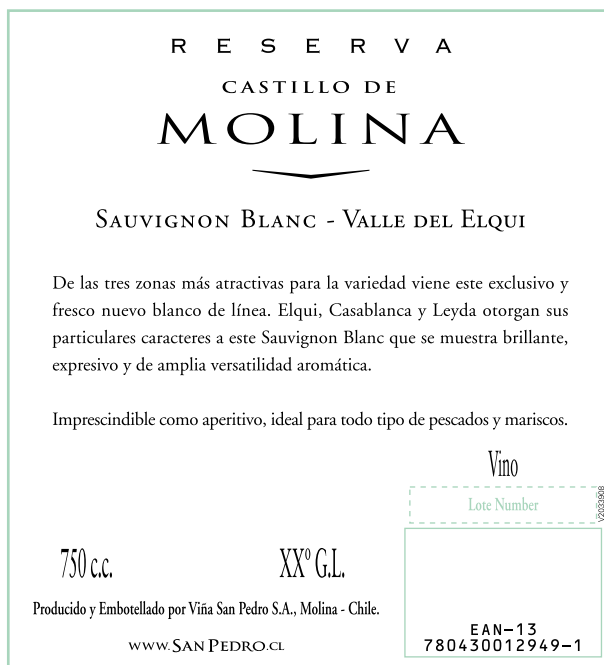 RESERVA
CASTILLO DE
MOLINA
SAUVIGNON BLANC - VALLE DEL ELQUI
De las tres zonas más atractivas para la variedad viene este exclusivo y
fresco nuevo blanco de línea. Elqui, Casablanca y Leyda otorgan sus
particulares caracteres a este Sauvignon Blanc que se muestra brillante,
expresivo y de amplia versatilidad aromática.
Imprescindible como aperitivo, ideal para todo tipo de pescados y mariscos.
Vino
Lote Number
V2033908
750 c.c.
XXº G.L.
Producido y Embotellado por Viña San Pedro S.A., Molina - Chile.
WWW.SANPEDRO.CL
EAN-13
780430012949-1